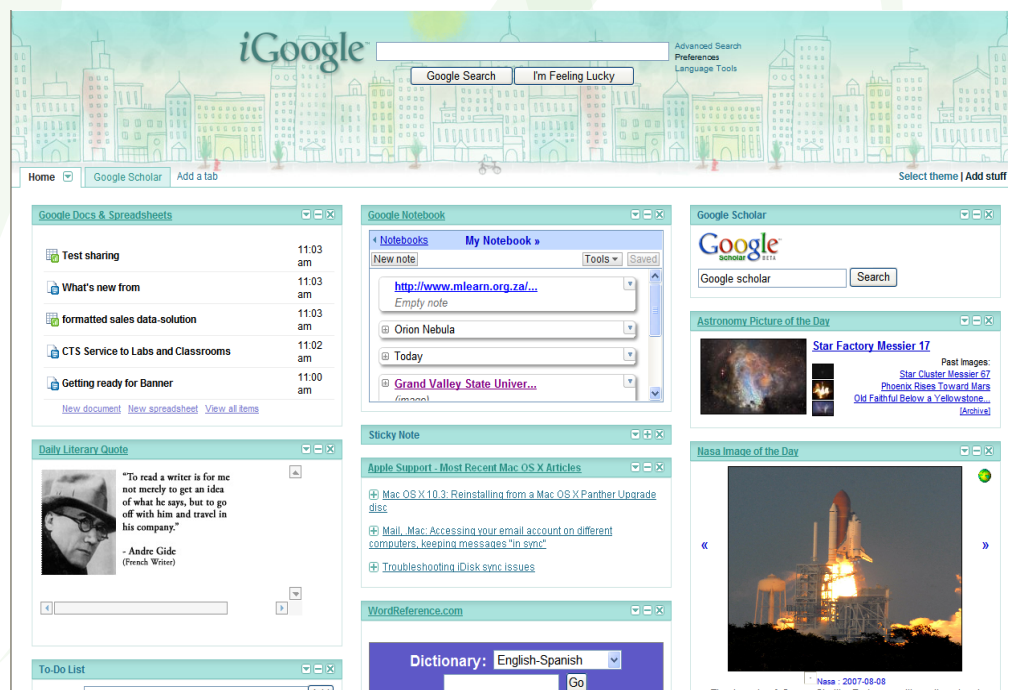 iGoogle
Advanced Search
Preferences
Language Tools
Google Search
I'm Feeling Lucky
Home
Google Scholar
Add a tab
Select theme | Add stuff
Google Docs & Spreadsheets
Test sharing 11:03 am
What's new from 11:03 am
formatted sales data-solution 11:03 am
CTS Service to Labs and Classrooms 11:02 am
Getting ready for Banner 11:00 am
New document New spreadsheet View all items
Daily Literary Quote
"To read a writer is for me
not merely to get an idea
of what he says, but to go
off with him and travel in
his company."
- Andre Gide
(French Writer)
To-Do List
Google Notebook
Notebooks
My Notebook »
New note
Tools
Saved
http://www.mlearn.org.za/...
Empty note
Orion Nebula
Today
Grand Valley State Univer...
(image)
Sticky Note
Apple Support - Most Recent Mac OS X Articles
Mac OS X 10.3: Reinstalling from a Mac OS X Panther Upgrade
disc
Mail, .Mac: Accessing your email account on different
computers, keeping messages "in sync"
Troubleshooting iDisk sync issues
WordReference.com
Dictionary: English-Spanish
Go
Google Scholar
Google
Scholar BETA
Google scholar
Search
Astronomy Picture of the Day
Star Factory Messier 17
Past Images:
Star Cluster Messier 67
Phoenix Rises Toward Mars
Old Faithful Below a Yellowstone...
[Archive]
Nasa Image of the Day
«
»
Nasa : 2007-08-08